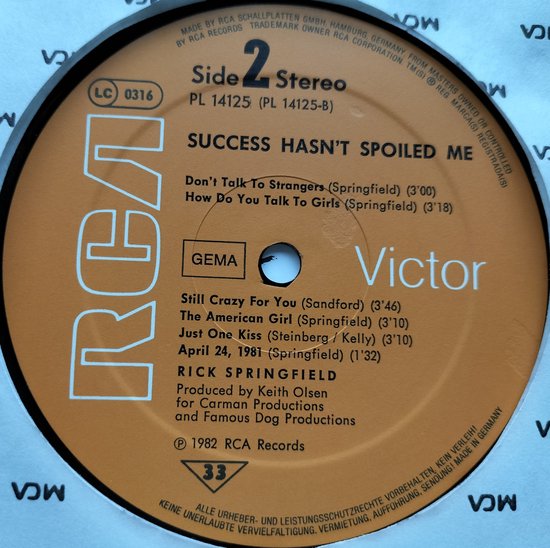 MADE BY RCA SCHALLPLATTEN GMBH, HAMBURG, GERMANY FROM MASTERS OWNED OR CONTROLLED
BY RCA RECORDS TRADEMARK OWNER RCA CORPORATION TM(S) ® REG. MARCA(S) REGISTRADA(S)
LC 0316
Side 2 Stereo
PL 14125 (PL 14125-B)
SUCCESS HASN'T SPOILED ME
Don't Talk To Strangers (Springfield) (3'00)
How Do You Talk To Girls (Springfield) (3'18)
GEMA
RCA
Victor
Still Crazy For You (Sandford) (3'46)
The American Girl (Springfield) (3'10)
Just One Kiss (Steinberg / Kelly) (3'10)
April 24, 1981 (Springfield) (1'32)
RICK SPRINGFIELD
Produced by Keith Olsen
for Carman Productions
and Famous Dog Productions
℗ 1982 RCA Records
33
ALLE URHEBER- UND LEISTUNGSSCHUTZRECHTE VORBEHALTEN, KEIN VERLEIH!
KEINE UNERLAUBTE VERVIELFÄLTIGUNG, VERMIETUNG, AUFFÜHRUNG, SENDUNG! MADE IN GERMANY
MCA
MCA
MCA
MCA
MCA
MCA
MCA
MCA